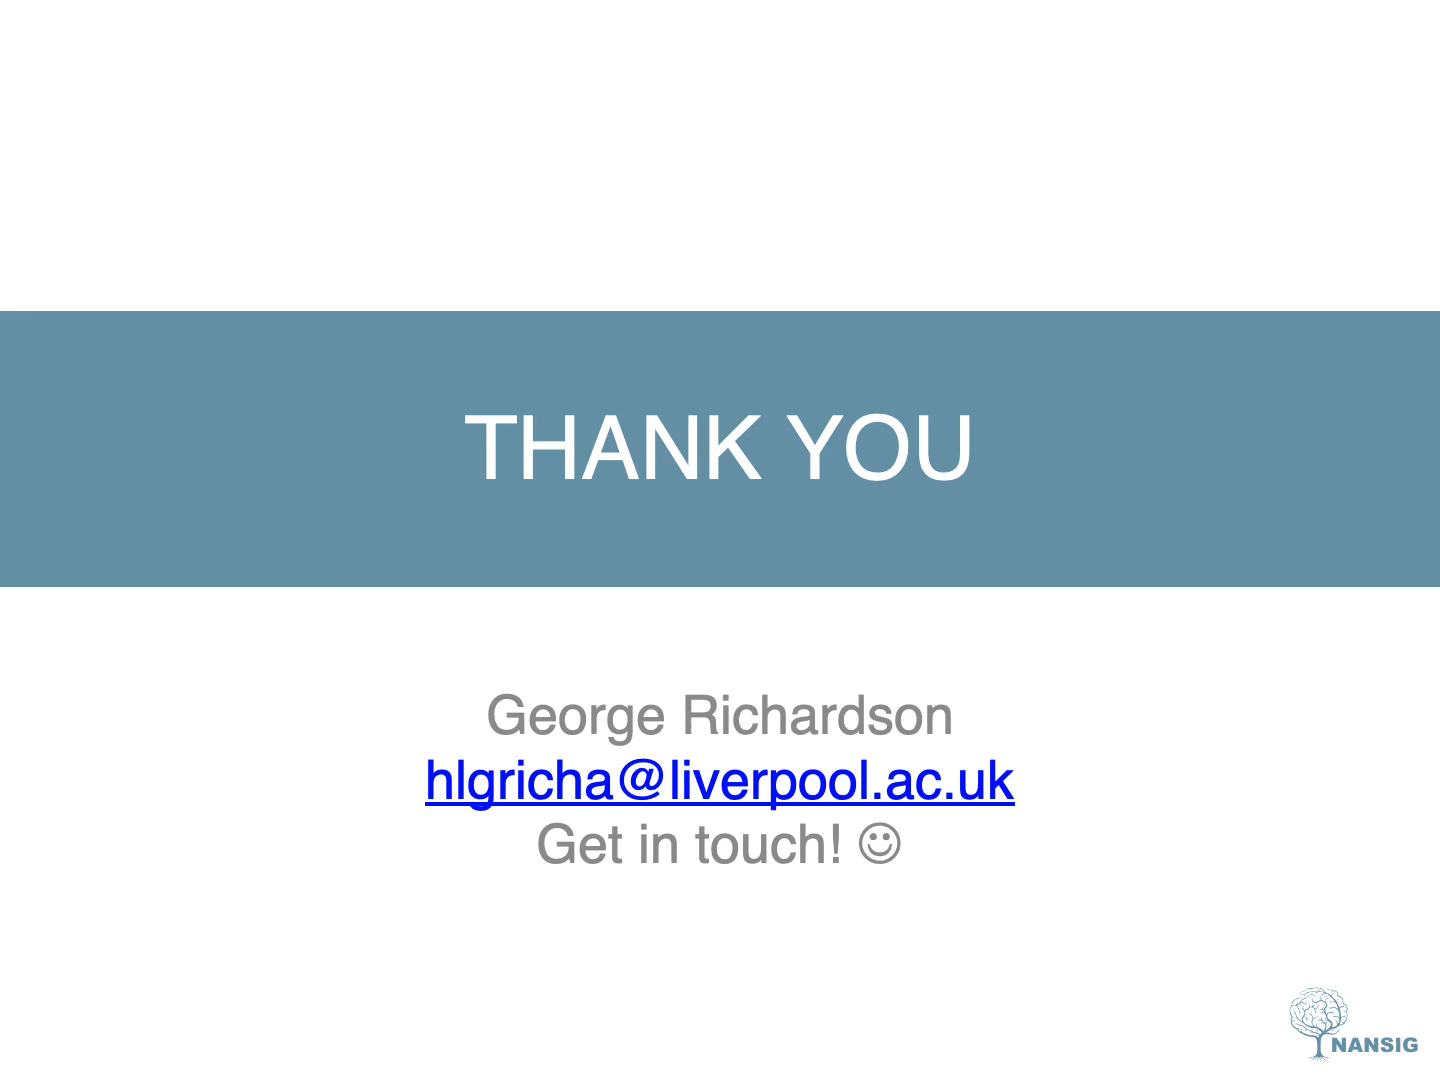 THANK YOU
George Richardson
hlgricha@liverpool.ac.uk
Get in touch! ☺
NANSIG